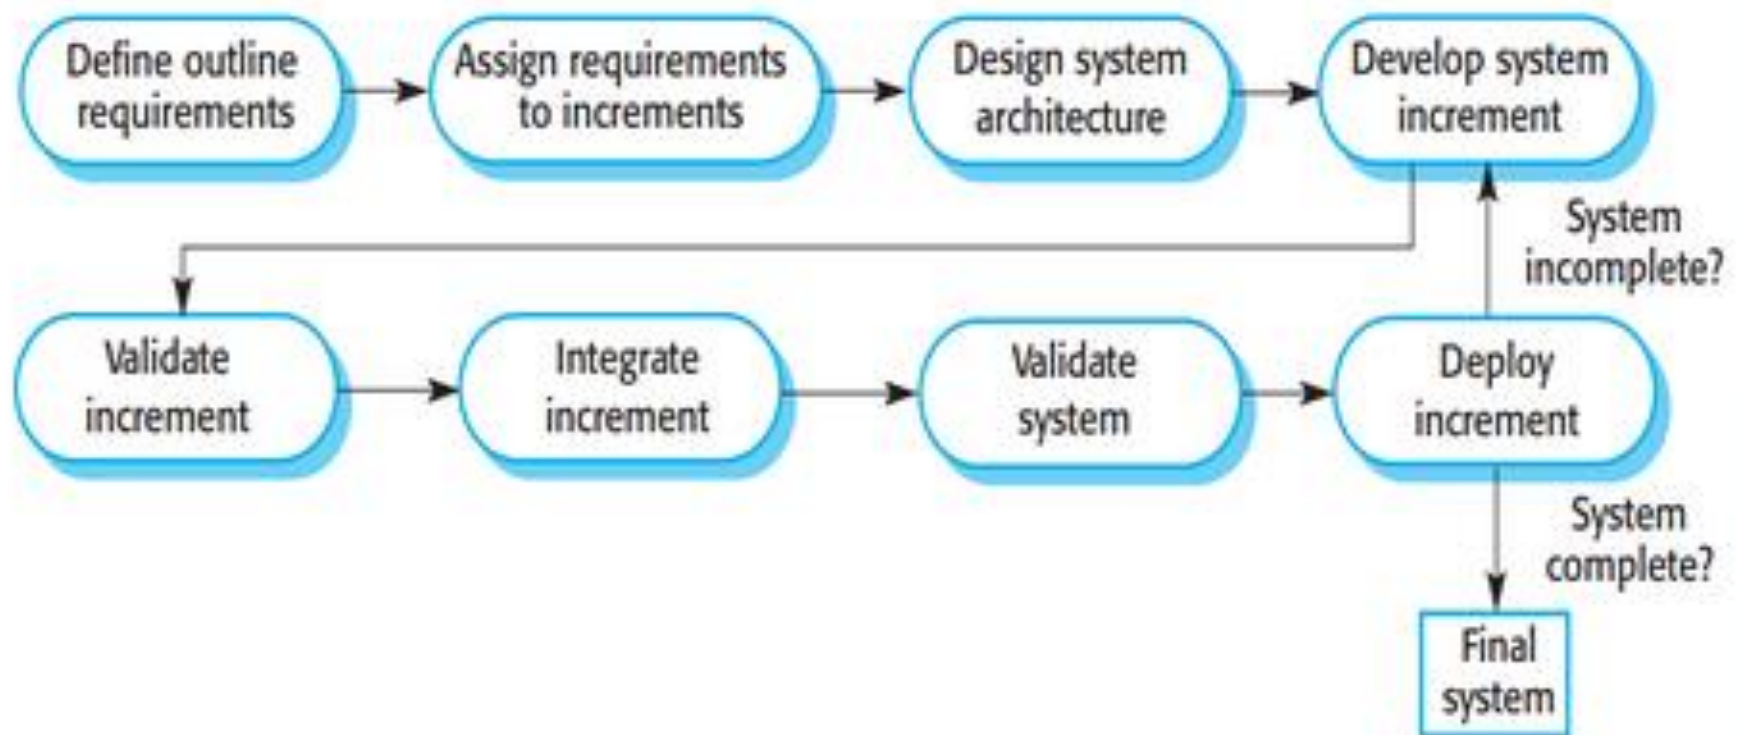 Define outline
requirements
Assign requirements
to increments
Design system
architecture
Develop system
increment
System
incomplete?
Validate
increment
Integrate
increment
Validate
system
Deploy
increment
System
complete?
Final
system